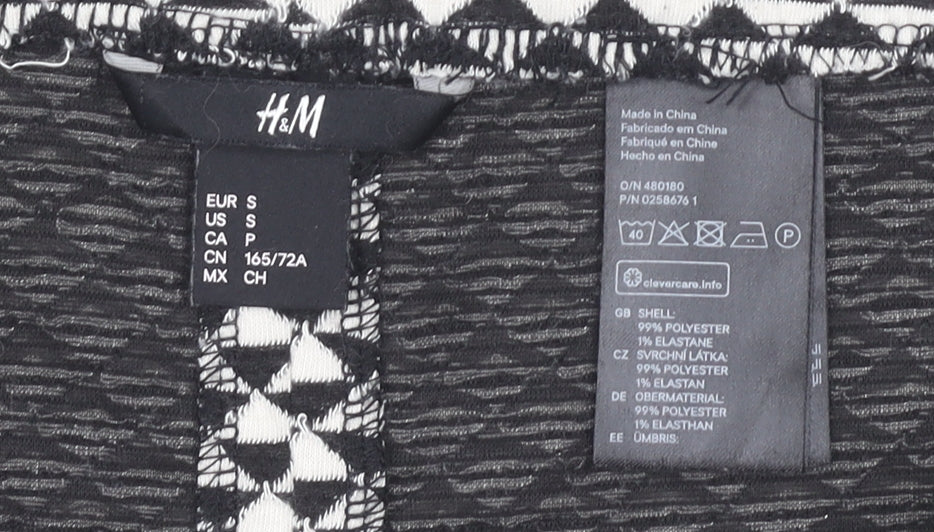 H&M
EUR S
US S
CA P
CN 165/72A
MX CH
Made in China
Fabricado em China
Fabriqué en Chine
Hecho en China
O/N 480180
P/N 0258676 1
40
P
clevercare.info
GB SHELL:
99% POLYESTER
1% ELASTANE
CZ SVRCHNÍ LÁTKA:
99% POLYESTER
1% ELASTAN
DE OBERMATERIAL:
99% POLYESTER
1% ELASTHAN
EE ÜMBRIS: